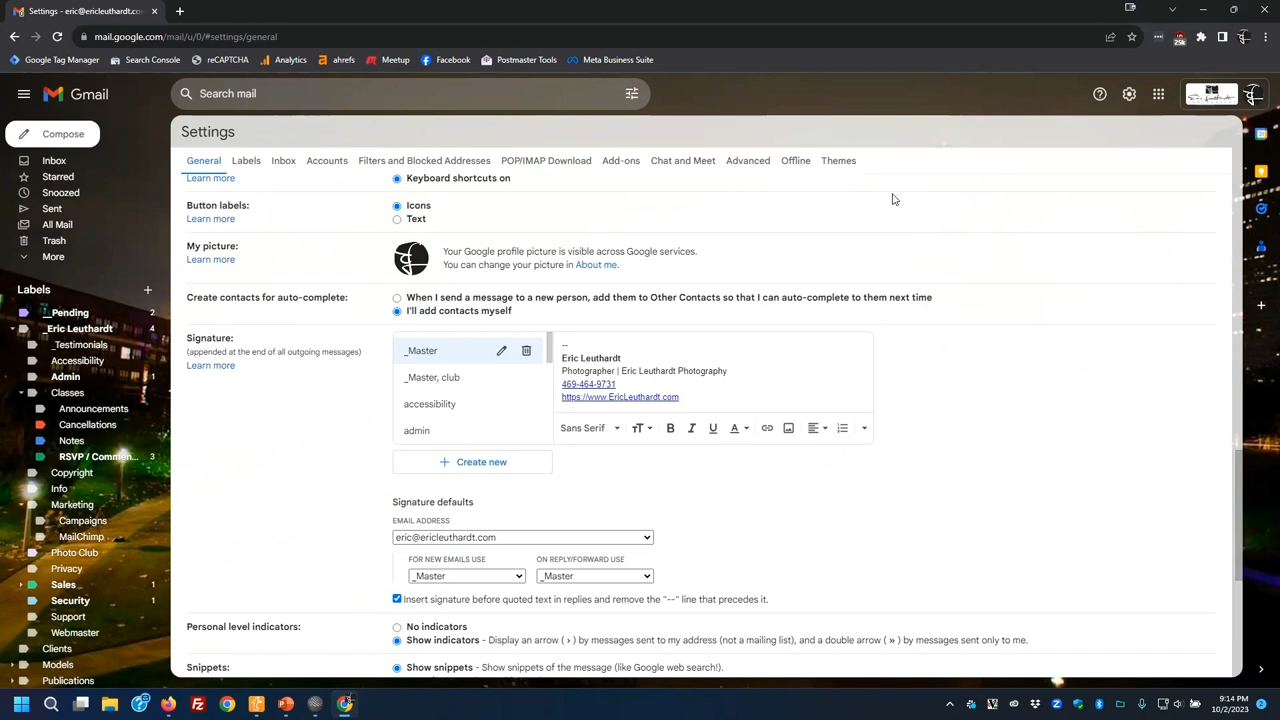 Settings - eric@ericleuthardt.co
mail.google.com/mail/u/0/#settings/general
25k
Google Tag Manager
Search Console
reCAPTCHA
Analytics
ahrefs
Meetup
Facebook
Postmaster Tools
Meta Business Suite
Gmail
Search mail
Compose
Settings
General
Labels
Inbox
Accounts
Filters and Blocked Addresses
POP/IMAP Download
Add-ons
Chat and Meet
Advanced
Offline
Themes
Inbox
Starred
Snoozed
Sent
All Mail
Trash
More
Labels
__Pending 2
_Eric Leuthardt 4
_Testimonials
Accessibility
Admin 1
Classes
Announcements
Cancellations
Notes
RSVP / Commen... 3
Copyright
Info
Marketing
Campaigns
MailChimp
Photo Club
Privacy
Sales 1
Security 1
Support
Webmaster
Clients
Models
Publications
Learn more
Keyboard shortcuts on
Button labels:
Learn more
Icons
Text
My picture:
Learn more
Your Google profile picture is visible across Google services.
You can change your picture in About me.
Create contacts for auto-complete:
When I send a message to a new person, add them to Other Contacts so that I can auto-complete to them next time
I'll add contacts myself
Signature:
(appended at the end of all outgoing messages)
Learn more
_Master
_Master, club
accessibility
admin
--
Eric Leuthardt
Photographer | Eric Leuthardt Photography
469-464-9731
https://www.EricLeuthardt.com
Sans Serif
Create new
Signature defaults
EMAIL ADDRESS
eric@ericleuthardt.com
FOR NEW EMAILS USE
ON REPLY/FORWARD USE
_Master
_Master
Insert signature before quoted text in replies and remove the "--" line that precedes it.
Personal level indicators:
No indicators
Show indicators - Display an arrow ( › ) by messages sent to my address (not a mailing list), and a double arrow ( » ) by messages sent only to me.
Snippets:
Show snippets - Show snippets of the message (like Google web search!).
9:14 PM
10/2/2023